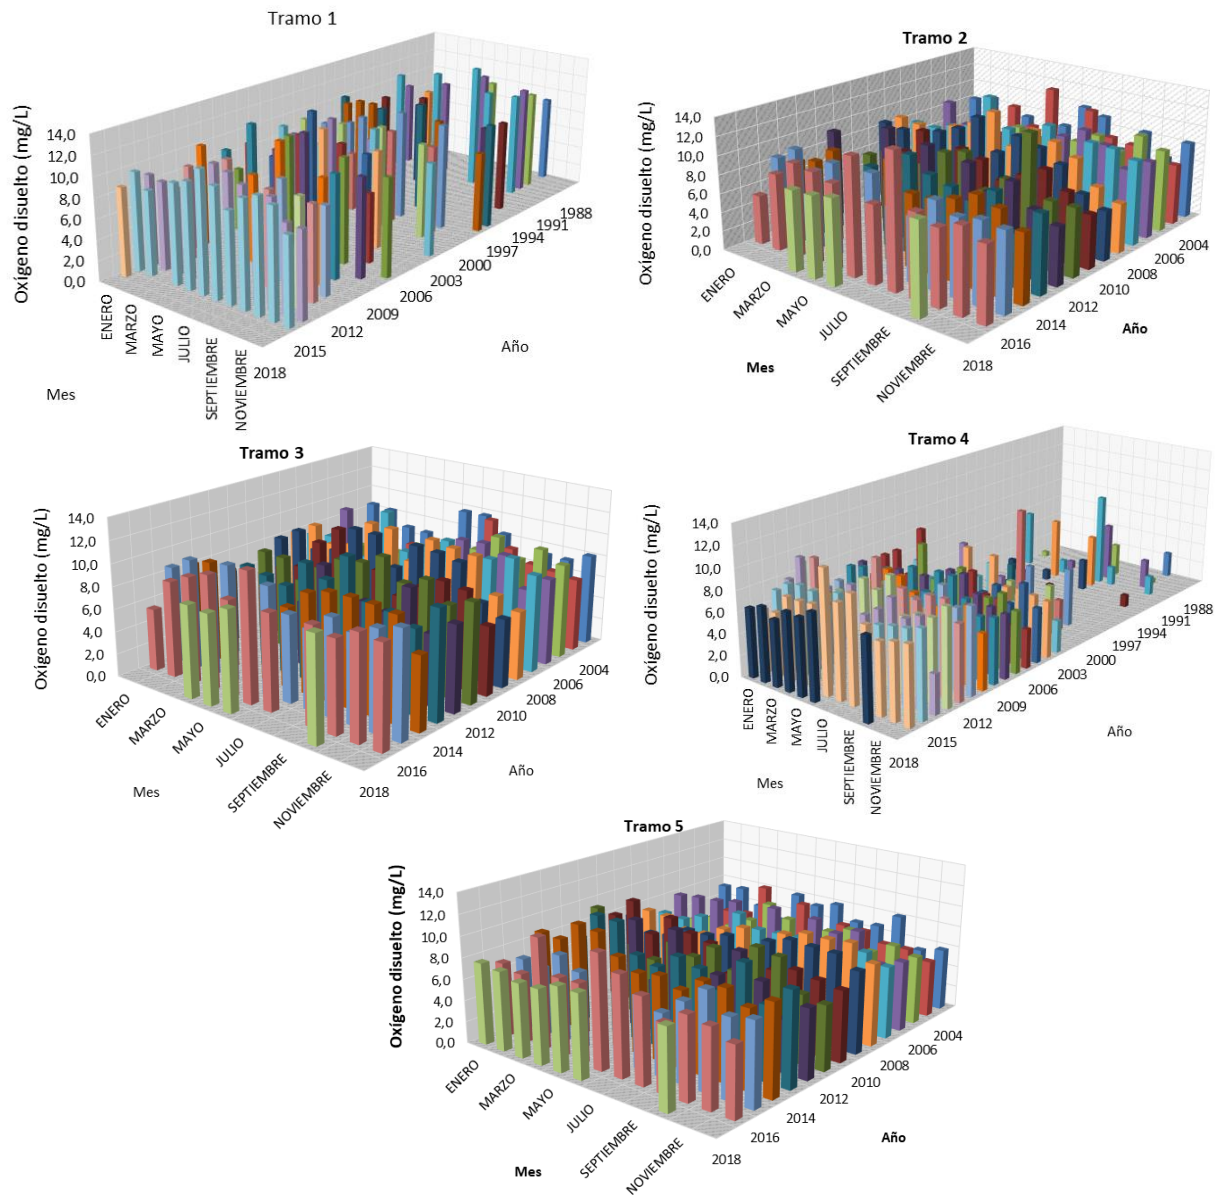 Tramo 1
Oxígeno disuelto (mg/L)
14,0
12,0
10,0
8,0
6,0
4,0
2,0
0,0
ENERO
MARZO
MAYO
JULIO
SEPTIEMBRE
NOVIEMBRE
Mes
2018
2015
2012
2009
2006
2003
2000
1997
1994
1991
1988
Año
Tramo 2
Oxígeno disuelto (mg/L)
14,0
12,0
10,0
8,0
6,0
4,0
2,0
0,0
ENERO
MARZO
MAYO
JULIO
SEPTIEMBRE
NOVIEMBRE
Mes
2018
2016
2014
2012
2010
2008
2006
2004
Año
Tramo 3
Oxígeno disuelto (mg/L)
14,0
12,0
10,0
8,0
6,0
4,0
2,0
0,0
ENERO
MARZO
MAYO
JULIO
SEPTIEMBRE
NOVIEMBRE
Mes
2018
2016
2014
2012
2010
2008
2006
2004
Año
Tramo 4
Oxígeno disuelto (mg/L)
14,0
12,0
10,0
8,0
6,0
4,0
2,0
0,0
ENERO
MARZO
MAYO
JULIO
SEPTIEMBRE
NOVIEMBRE
Mes
2018
2015
2012
2009
2006
2003
2000
1997
1994
1991
1988
Año
Tramo 5
Oxígeno disuelto (mg/L)
14,0
12,0
10,0
8,0
6,0
4,0
2,0
0,0
ENERO
MARZO
MAYO
JULIO
SEPTIEMBRE
NOVIEMBRE
Mes
2018
2016
2014
2012
2010
2008
2006
2004
Año